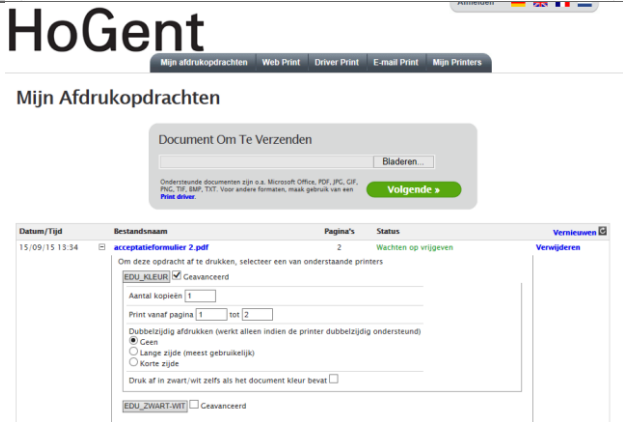 Afmelden
HoGent
Mijn afdrukopdrachten Web Print Driver Print E-mail Print Mijn Printers
Mijn Afdrukopdrachten
Document Om Te Verzenden
Bladeren...
Ondersteunde documenten zijn o.a. Microsoft Office, PDF, JPG, GIF,
PNG, TIF, BMP, TXT. Voor andere formaten, maak gebruik van een
Print driver.
Volgende »
Datum/Tijd Bestandsnaam Pagina's Status Vernieuwen
15/09/15 13:34 acceptatieformulier 2.pdf 2 Wachten op vrijgeven Verwijderen
Om deze opdracht af te drukken, selecteer een van onderstaande printers
EDU_KLEUR Geavanceerd
Aantal kopieën 1
Print vanaf pagina 1 tot 2
Dubbelzijdig afdrukken (werkt alleen indien de printer dubbelzijdig ondersteund)
Geen
Lange zijde (meest gebruikelijk)
Korte zijde
Druk af in zwart/wit zelfs als het document kleur bevat
EDU_ZWART-WIT Geavanceerd